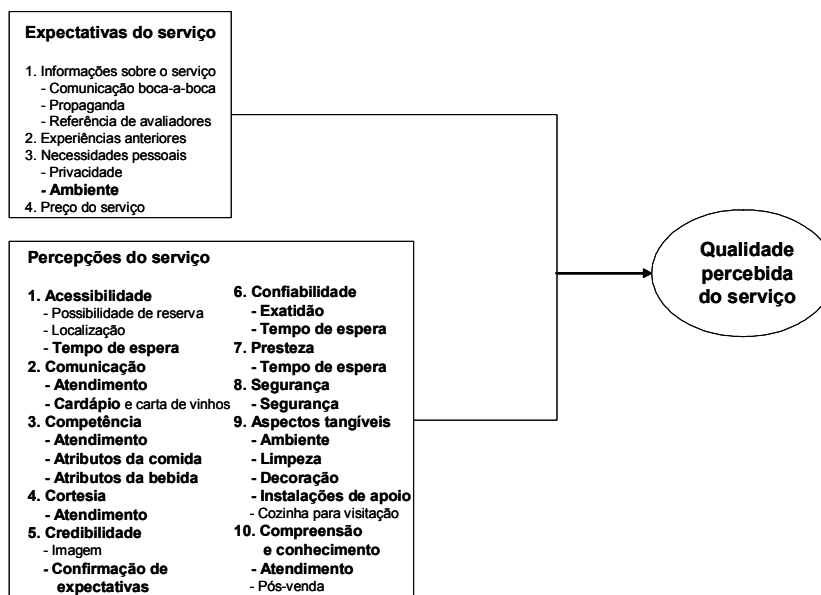 Expectativas do serviço
1. Informações sobre o serviço
- Comunicação boca-a-boca
- Propaganda
- Referência de avaliadores
2. Experiências anteriores
3. Necessidades pessoais
- Privacidade
- Ambiente
4. Preço do serviço
Percepções do serviço
1. Acessibilidade
- Possibilidade de reserva
- Localização
- Tempo de espera
2. Comunicação
- Atendimento
- Cardápio e carta de vinhos
3. Competência
- Atendimento
- Atributos da comida
- Atributos da bebida
4. Cortesia
- Atendimento
5. Credibilidade
- Imagem
- Confirmação de
expectativas
6. Confiabilidade
- Exatidão
- Tempo de espera
7. Presteza
- Tempo de espera
8. Segurança
- Segurança
9. Aspectos tangíveis
- Ambiente
- Limpeza
- Decoração
- Instalações de apoio
- Cozinha para visitação
10. Compreensão
e conhecimento
- Atendimento
- Pós-venda
Qualidade
percebida
do serviço